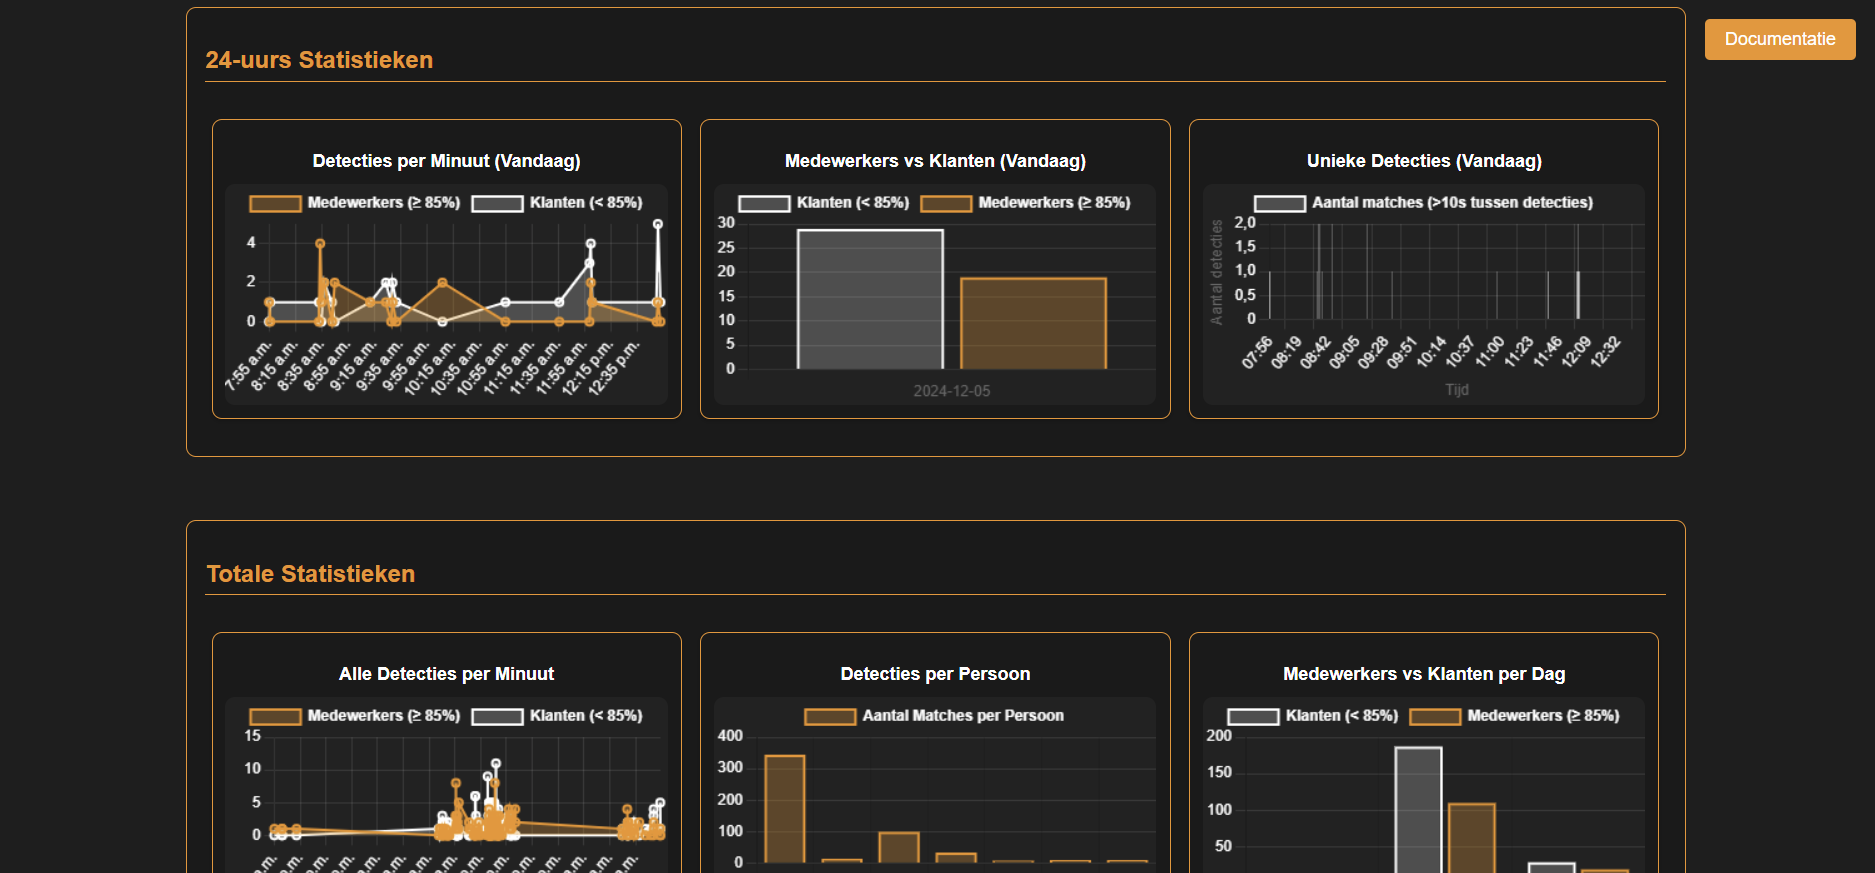 Documentatie
24-uurs Statistieken
Detecties per Minuut (Vandaag)
Medewerkers (≥ 85%) Klanten (< 85%)
4
2
0
7:55 a.m. 8:15 a.m. 8:35 a.m. 8:55 a.m. 9:15 a.m. 9:35 a.m. 9:55 a.m. 10:15 a.m. 10:35 a.m. 10:55 a.m. 11:15 a.m. 11:35 a.m. 11:55 a.m. 12:15 p.m. 12:35 p.m.
Medewerkers vs Klanten (Vandaag)
Klanten (< 85%) Medewerkers (≥ 85%)
30
25
20
15
10
5
0
2024-12-05
Unieke Detecties (Vandaag)
Aantal matches (>10s tussen detecties)
Aantal detecties
2,0
1,5
1,0
0,5
0
07:56 08:19 08:42 09:05 09:28 09:51 10:14 10:37 11:00 11:23 11:46 12:09 12:32
Tijd
Totale Statistieken
Alle Detecties per Minuut
Medewerkers (≥ 85%) Klanten (< 85%)
15
10
5
0
Detecties per Persoon
Aantal Matches per Persoon
400
300
200
100
0
Medewerkers vs Klanten per Dag
Klanten (< 85%) Medewerkers (≥ 85%)
200
150
100
50